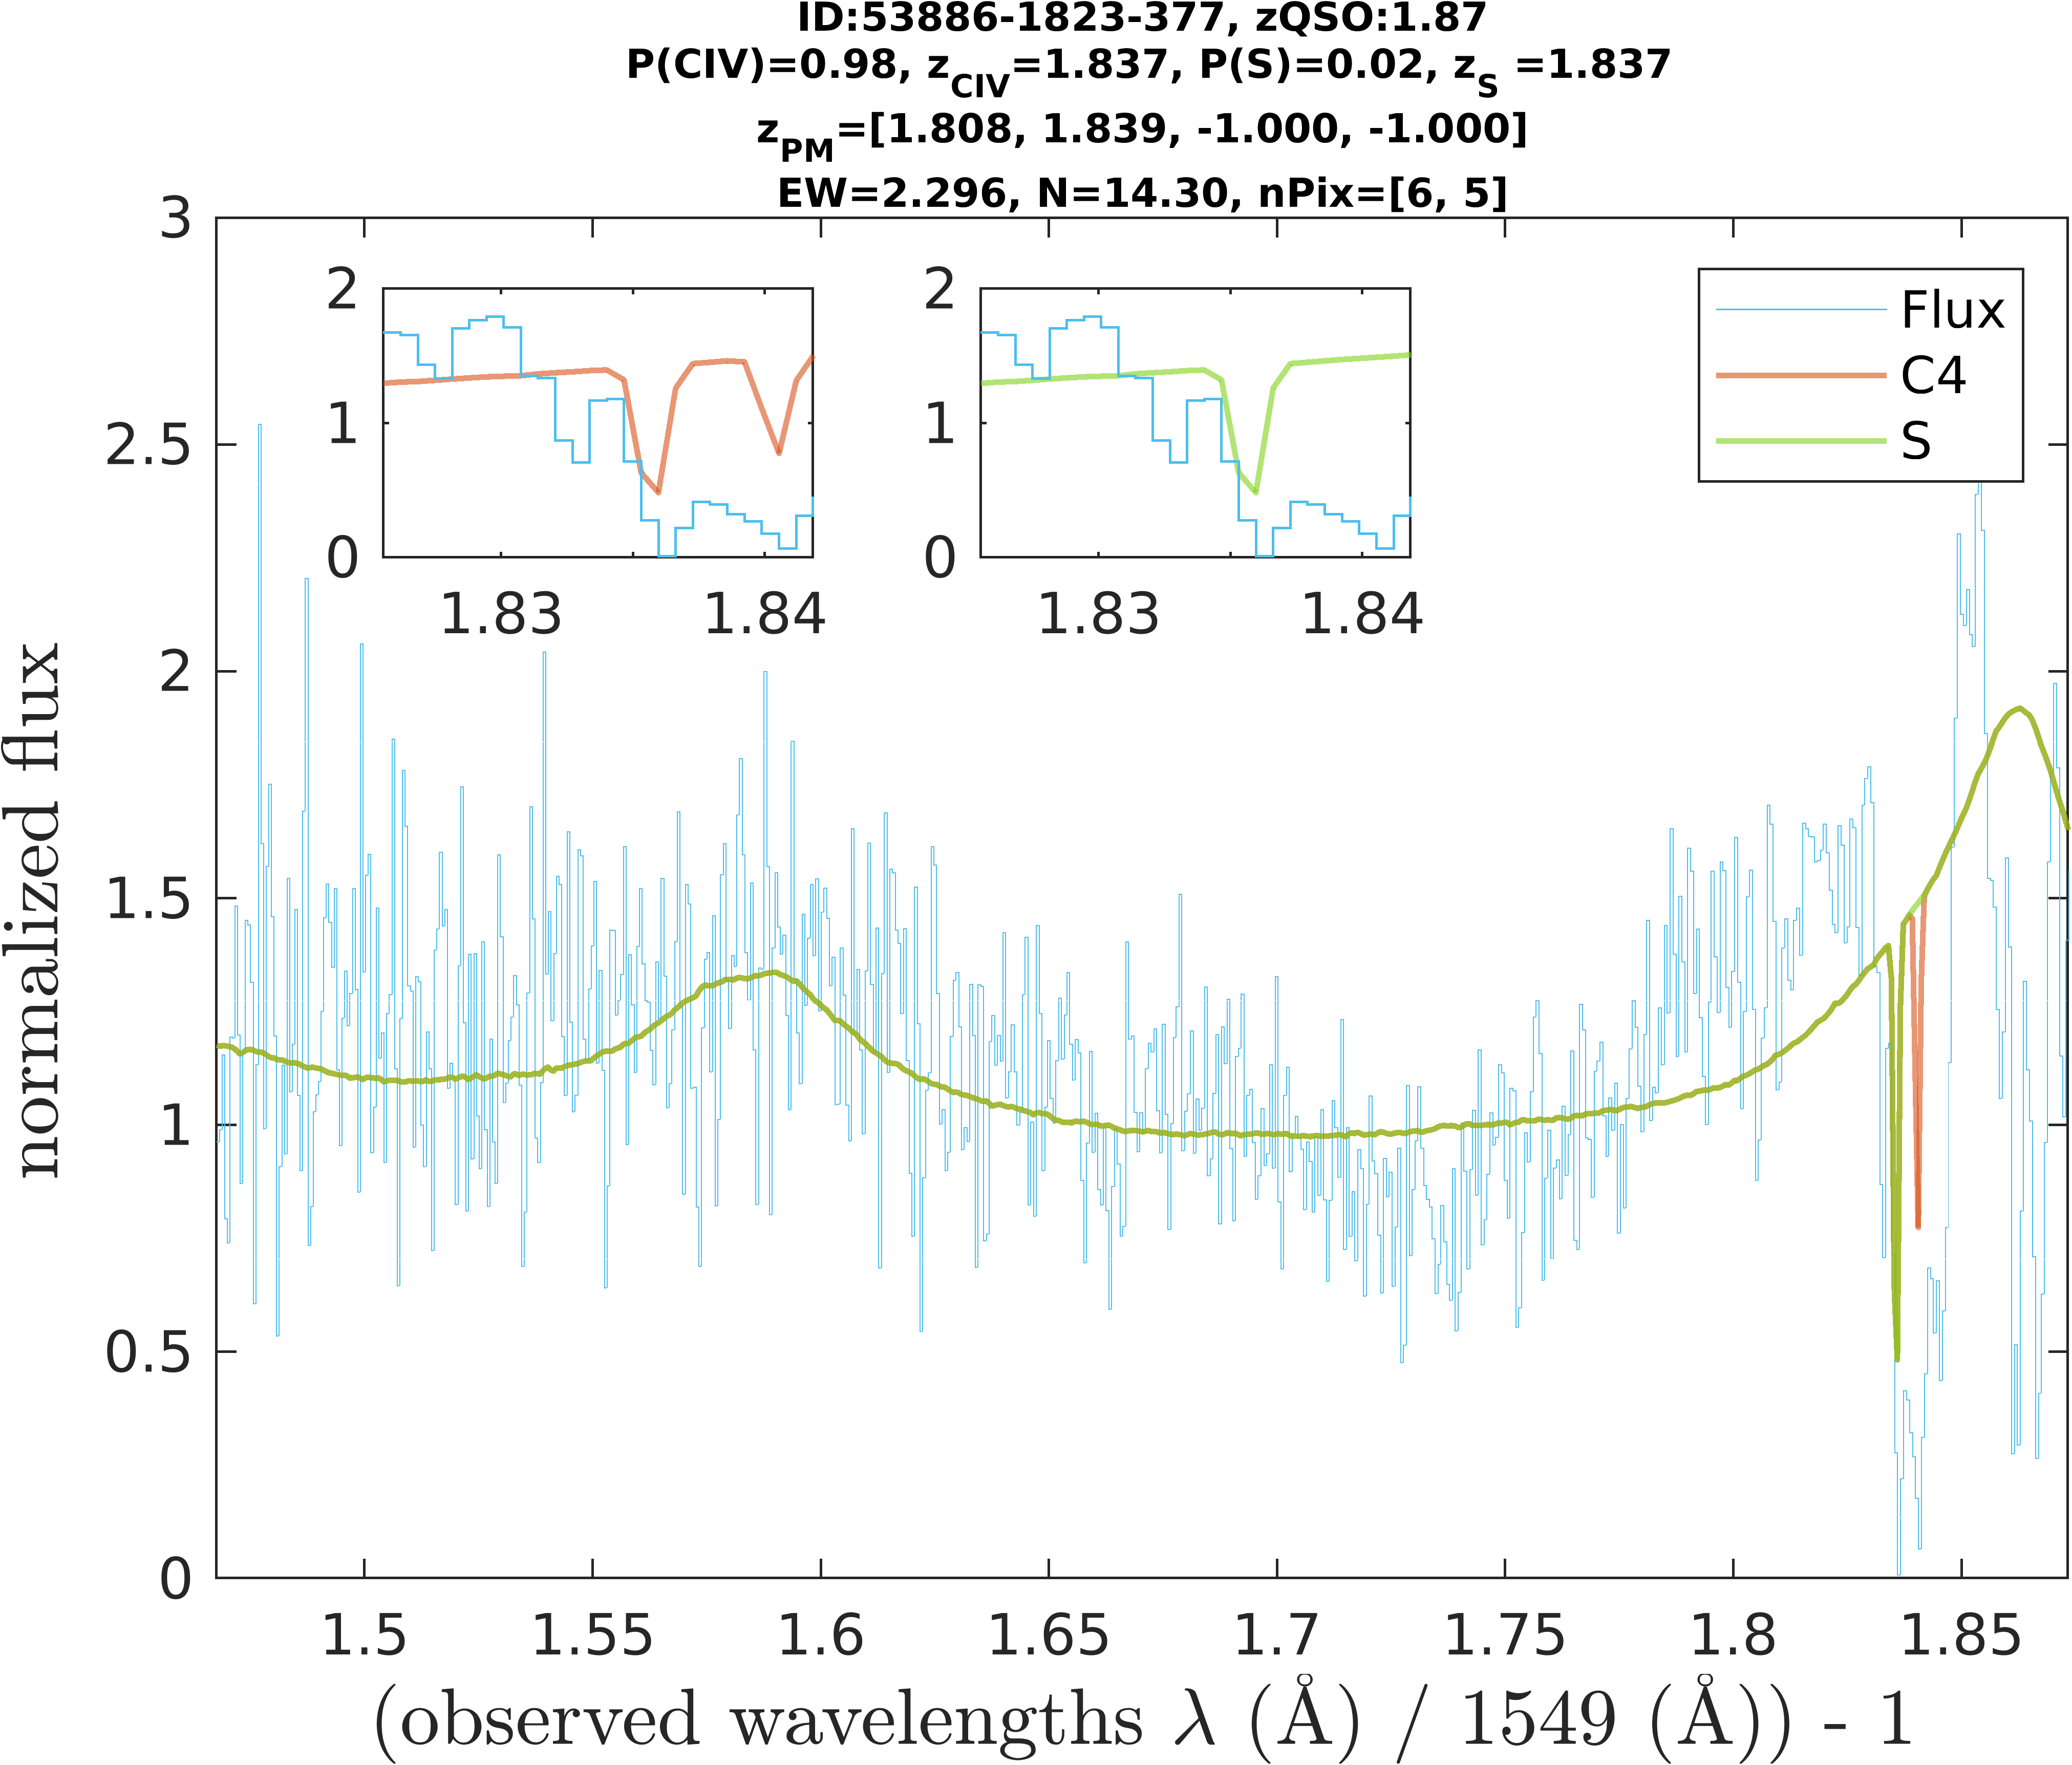 ID:53886-1823-377, zQSO:1.87
P(CIV)=0.98, zCIV=1.837, P(S)=0.02, zS =1.837
zPM=[1.808, 1.839, -1.000, -1.000]
EW=2.296, N=14.30, nPix=[6, 5]
3
2.5
2
1.5
1
0.5
0
normalized flux
2
1
0
1.83 1.84
2
1
0
1.83 1.84
Flux
C4
S
1.5 1.55 1.6 1.65 1.7 1.75 1.8 1.85
(observed wavelengths λ (Å) / 1549 (Å)) - 1